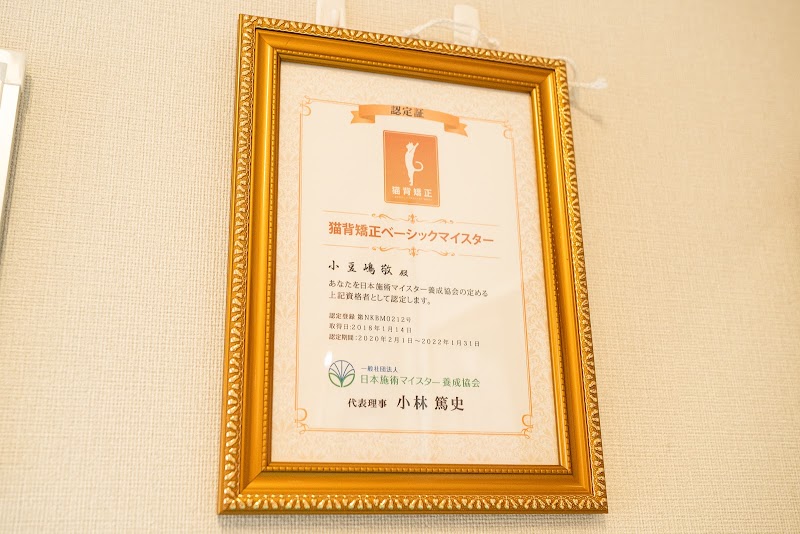 認定証
猫背矯正
猫背矯正ベーシックマイスター
小豆嶋敬 殿
あなたを日本施術マイスター養成協会の定める
上記資格者として認定します。
認定登録 第NKBM0212号
取得日:2018年1月14日
認定期間:2020年2月1日～2022年1月31日
一般社団法人
日本施術マイスター養成協会
代表理事 小林 篤史